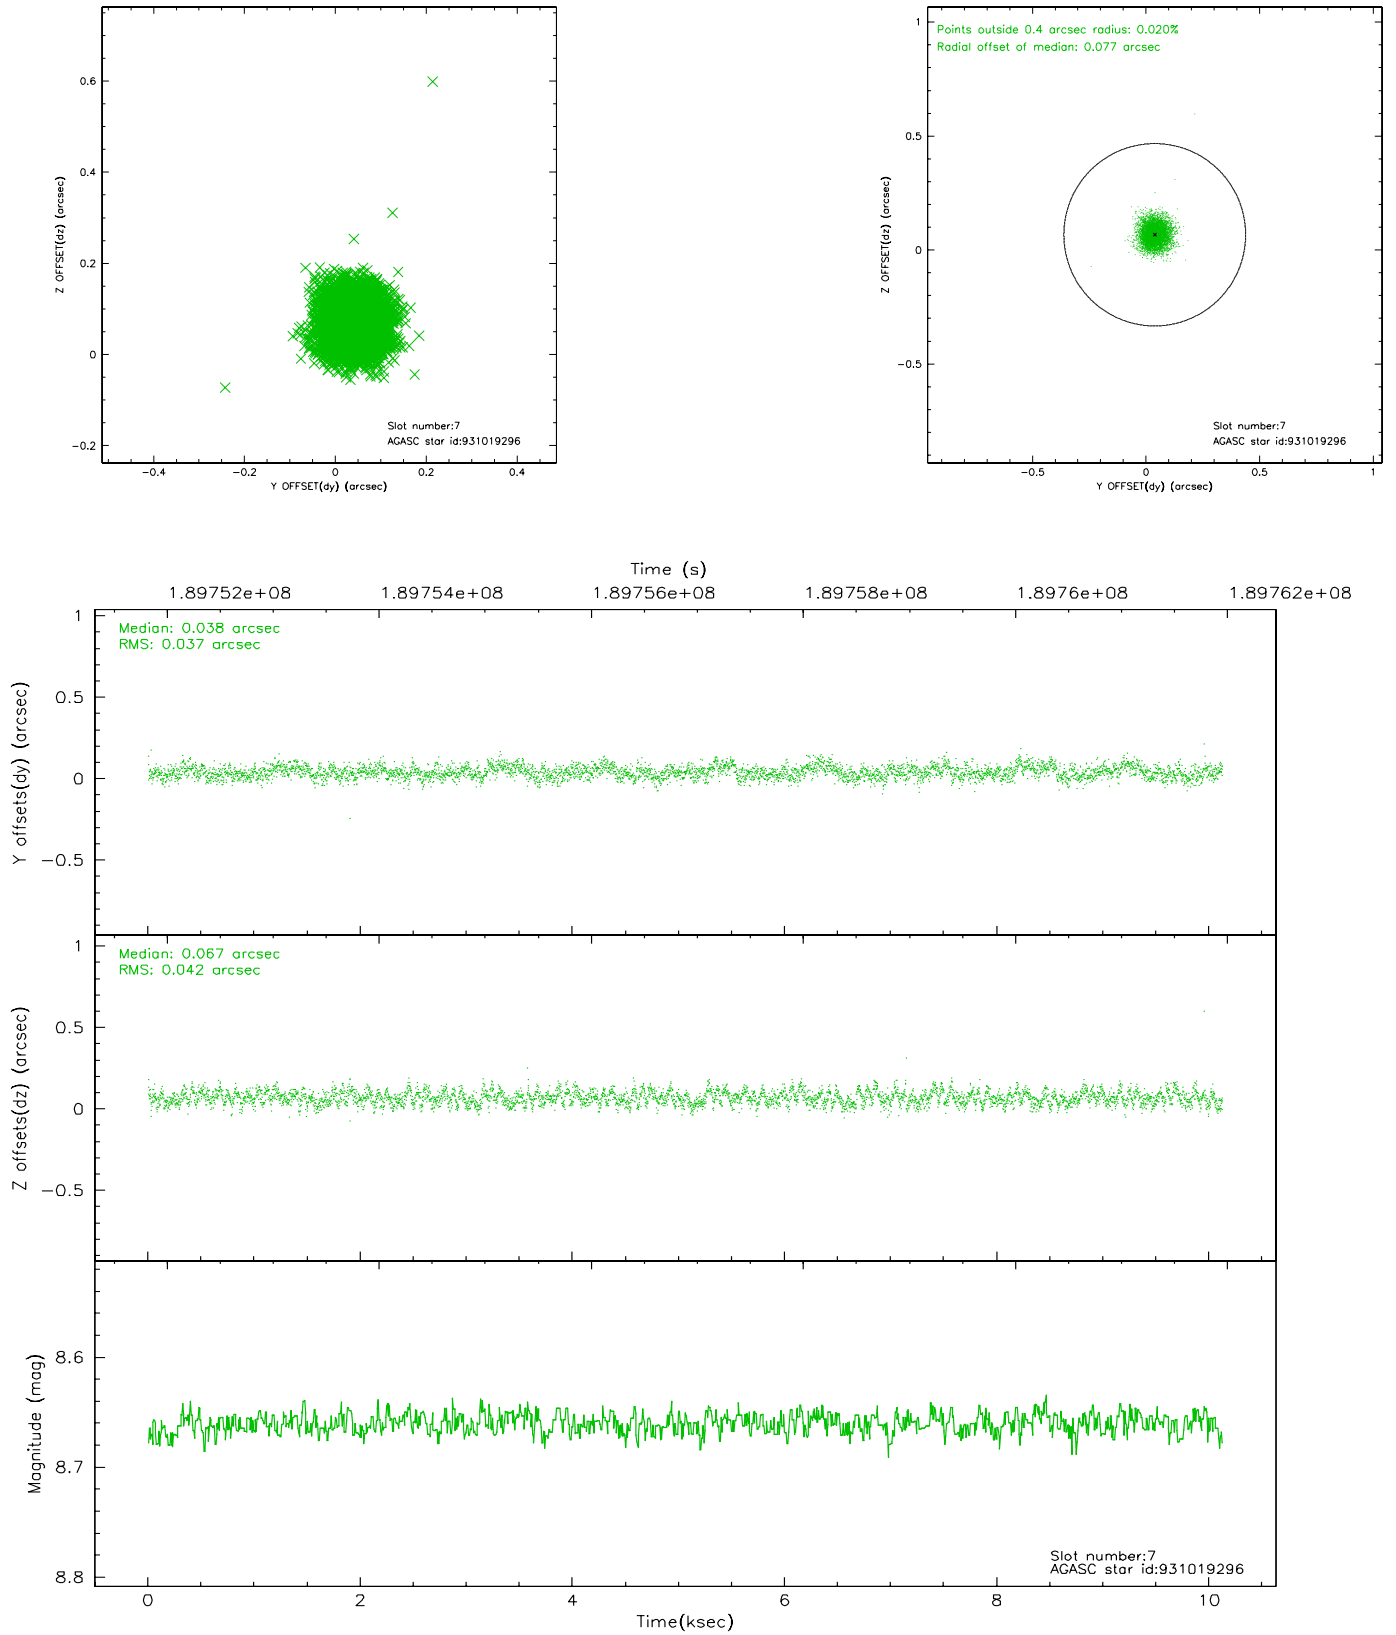 0.6
0.4
0.2
0
−0.2
Z OFFSET(dz) (arcsec)
Slot number:7
AGASC star id:931019296
−0.4 −0.2 0 0.2 0.4
Y OFFSET(dy) (arcsec)
Points outside 0.4 arcsec radius: 0.020%
Radial offset of median: 0.077 arcsec
1
0.5
0
−0.5
Z OFFSET(dz) (arcsec)
Slot number:7
AGASC star id:931019296
−0.5 0 0.5 1
Y OFFSET(dy) (arcsec)
Time (s)
1.89752e+08 1.89754e+08 1.89756e+08 1.89758e+08 1.8976e+08 1.89762e+08
Median: 0.038 arcsec
RMS: 0.037 arcsec
1
0.5
0
−0.5
Y offsets(dy) (arcsec)
Median: 0.067 arcsec
RMS: 0.042 arcsec
1
0.5
0
−0.5
Z offsets(dz) (arcsec)
8.6
8.7
8.8
Magnitude (mag)
Slot number:7
AGASC star id:931019296
0 2 4 6 8 10
Time(ksec)